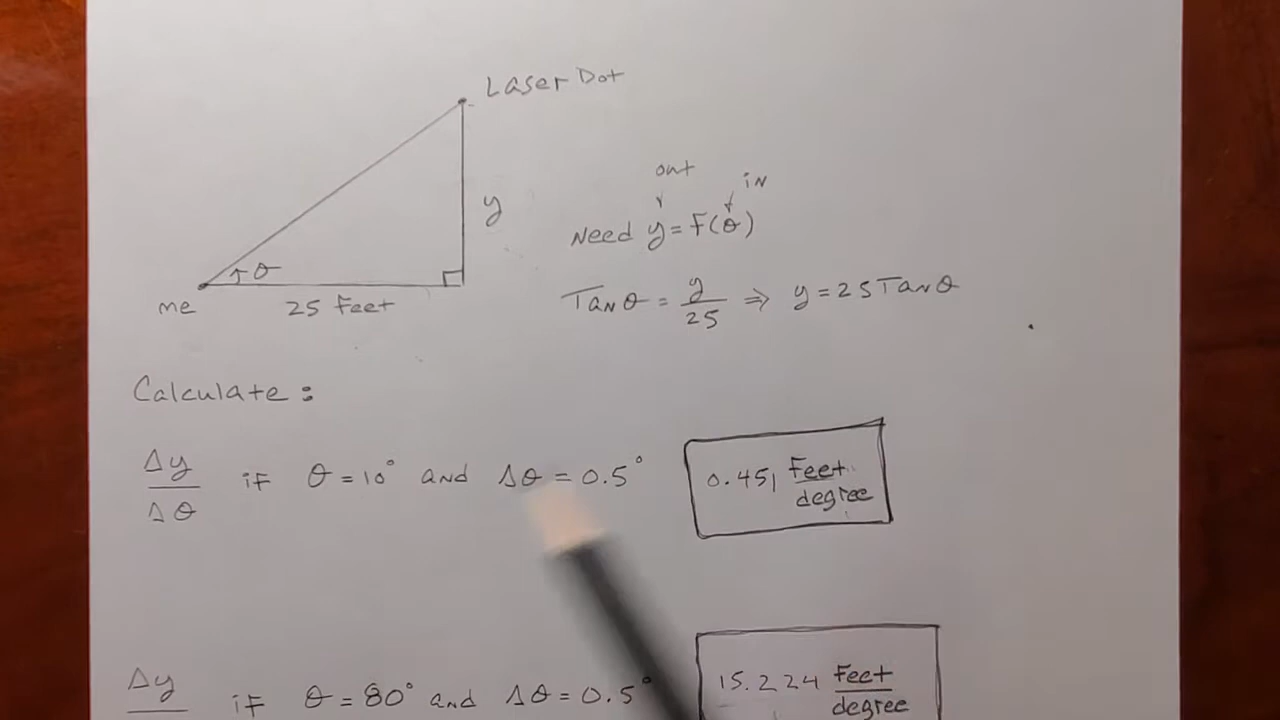 Laser Dot
out
in
Need y = F(θ)
y
θ
me
25 Feet
Tan θ = y/25 ⇒ y = 25 Tan θ
Calculate:
Δy/Δθ if θ = 10° and Δθ = 0.5°
0.451 Feet/degree
Δy if θ = 80° and Δθ = 0.5°
15.224 Feet/degree